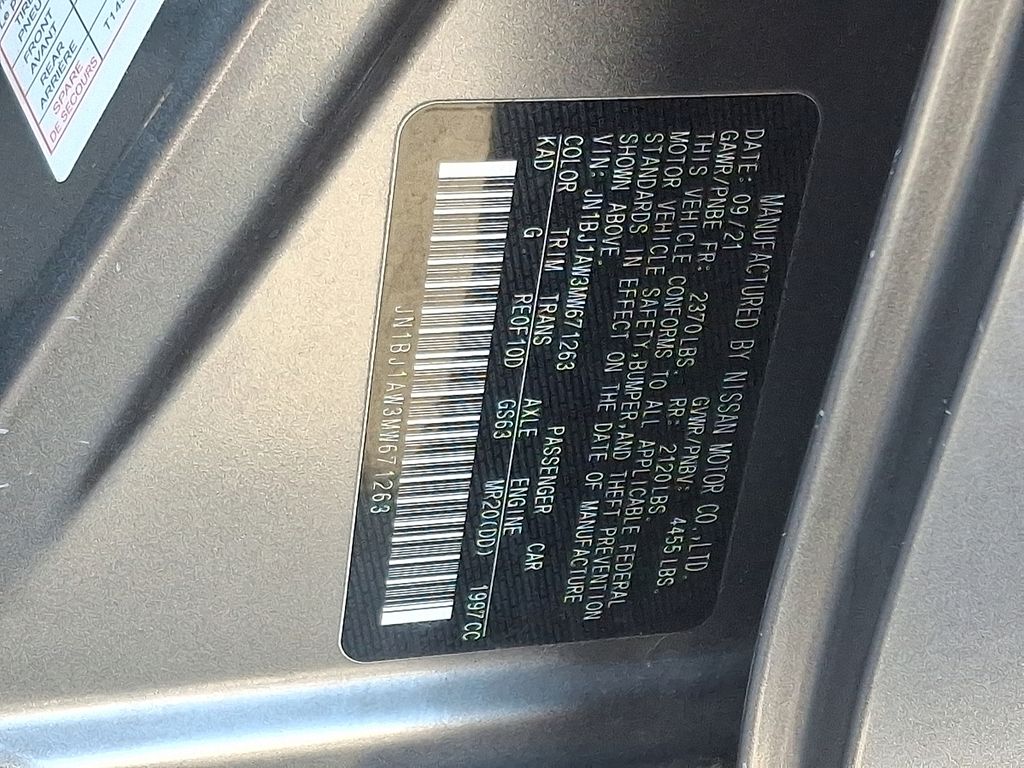 MANUFACTURED BY NISSAN MOTOR CO.,LTD.
DATE: 09/21
GVWR/PNBV: 4455 LBS.
GAWR/PNBE FR: 2370 LBS. RR: 2120 LBS.
THIS VEHICLE CONFORMS TO ALL APPLICABLE FEDERAL
MOTOR VEHICLE SAFETY,BUMPER,AND THEFT PREVENTION
STANDARDS IN EFFECT ON THE DATE OF MANUFACTURE
SHOWN ABOVE.
VIN: JN1BJ1AW3MW671263 PASSENGER CAR
COLOR TRIM TRANS AXLE ENGINE
KAD G RE0F10D GS63 MR20(DD) 1997CC
JN1BJ1AW3MW671263
TIRE
PNEU
FRONT
AVANT
REAR
ARRIÈRE
SPARE
DE SECOURS